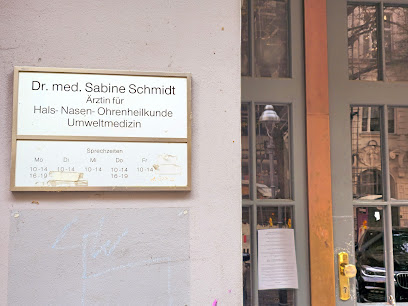 Dr. med. Sabine Schmidt
Ärztin für
Hals- Nasen- Ohrenheilkunde
Umweltmedizin
Sprechzeiten
Mo Di Mi Do Fr
10-14 10-14 10-14 10-14 10-14
16-19 16-19